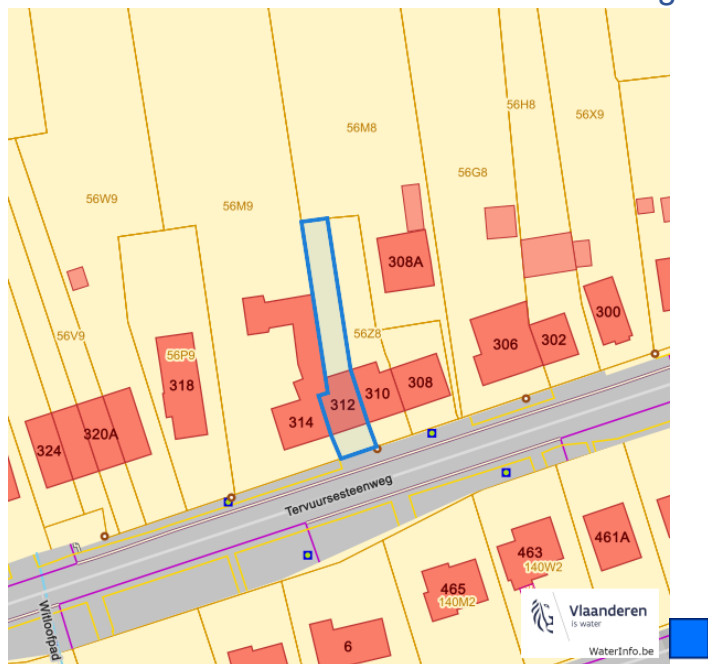 56H8
56X9
56M8
56G8
56W9
56M9
308A
56Z8
300
56V9
56P9
306
302
318
310
308
312
314
320A
324
Tervuursesteenweg
463
461A
140W2
465
140M2
Witloofpad
6
Vlaanderen
is water
WaterInfo.be